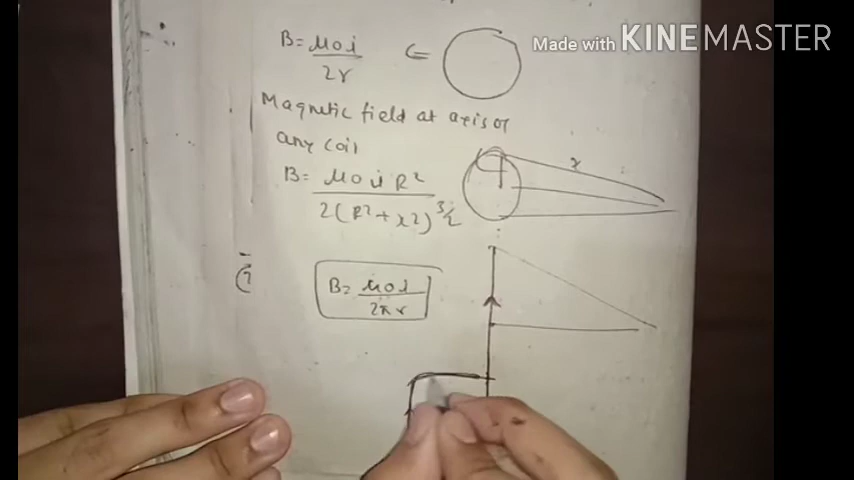 Made with KINEMASTER
B = μ0i / 2r ⇐
Magnetic field at axis of
any coil
B = μ0iR² / 2(R²+x²)^3/2
x
B = μ0i / 2πr